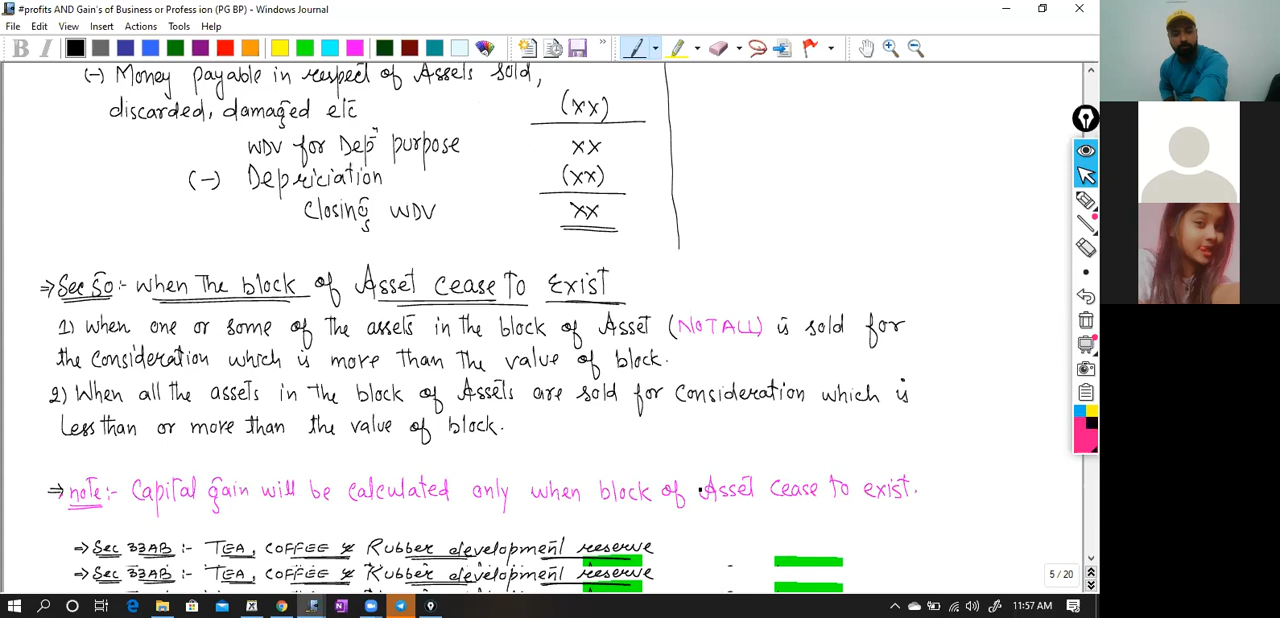 #profits AND Gain's of Business or Profess ion (PG BP) - Windows Journal
File Edit View Insert Actions Tools Help
B I
(-) Money payable in respect of Assets sold,
discarded, damaged etc (xx)
WDV for Depn purpose xx
(-) Depriciation (xx)
Closing WDV xx
⇒ Sec 50:- When The block of Asset cease To Exist
1) When one or some of the assets in the block of Asset (NOT ALL) is sold for
the consideration which is more than the value of block.
2) When all the assets in the block of Assets are sold for consideration which is
Less than or more than the value of block.
⇒ note:- Capital gain will be calculated only when block of Asset cease to exist.
⇒ Sec 33AB:- TEA, COFFEE & Rubber development reserve
⇒ Sec 33AB:- TEA, COFFEE & Rubber development reserve
5 / 20
11:57 AM